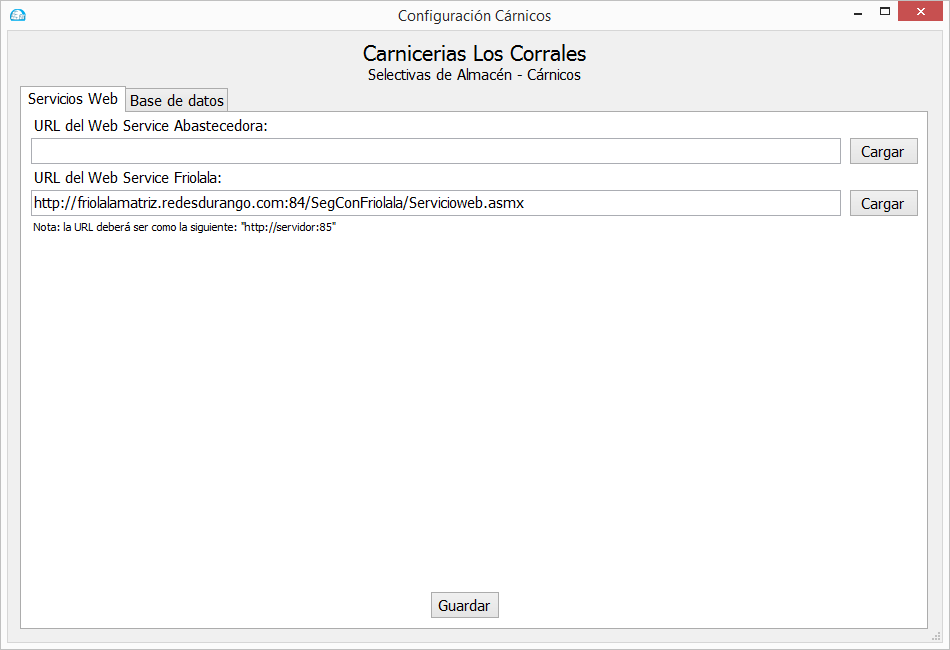 Configuración Cárnicos
Carnicerias Los Corrales
Selectivas de Almacén - Cárnicos
Servicios Web
Base de datos
URL del Web Service Abastecedora:
Cargar
URL del Web Service Friolala:
http://friolalamatriz.redesdurango.com:84/SegConFriolala/Servicioweb.asmx
Cargar
Nota: la URL deberá ser como la siguiente: "http://servidor:85"
Guardar